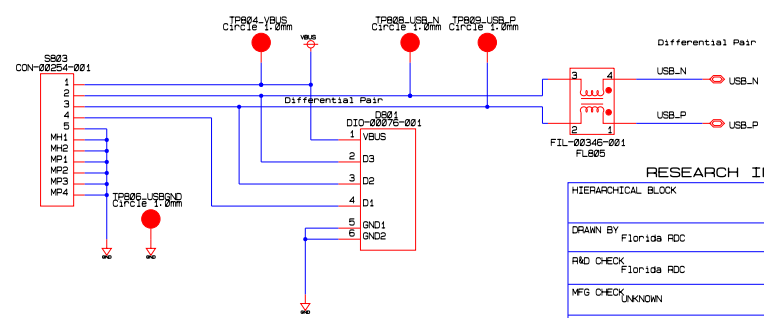 TP804_VBUS
Circle 1.0mm
TP808_USB_N
Circle 1.0mm
TP809_USB_P
Circle 1.0mm
VBUS
Differential Pair
S803
CON-00254-001
1
2
3
4
5
MH1
MH2
MP1
MP2
MP3
MP4
Differential Pair
D801
DIO-00076-001
1 VBUS
2 D3
3 D2
4 D1
5 GND1
6 GND2
3 4
2 1
FIL-00346-001
FL805
USB_N
USB_N
USB_P
USB_P
TP806_USBGND
Circle 1.0mm
GND
GND
GND
RESEARCH
HIERARCHICAL BLOCK
DRAWN BY
Florida RDC
R&D CHECK
Florida RDC
MFG CHECK
UNKNOWN